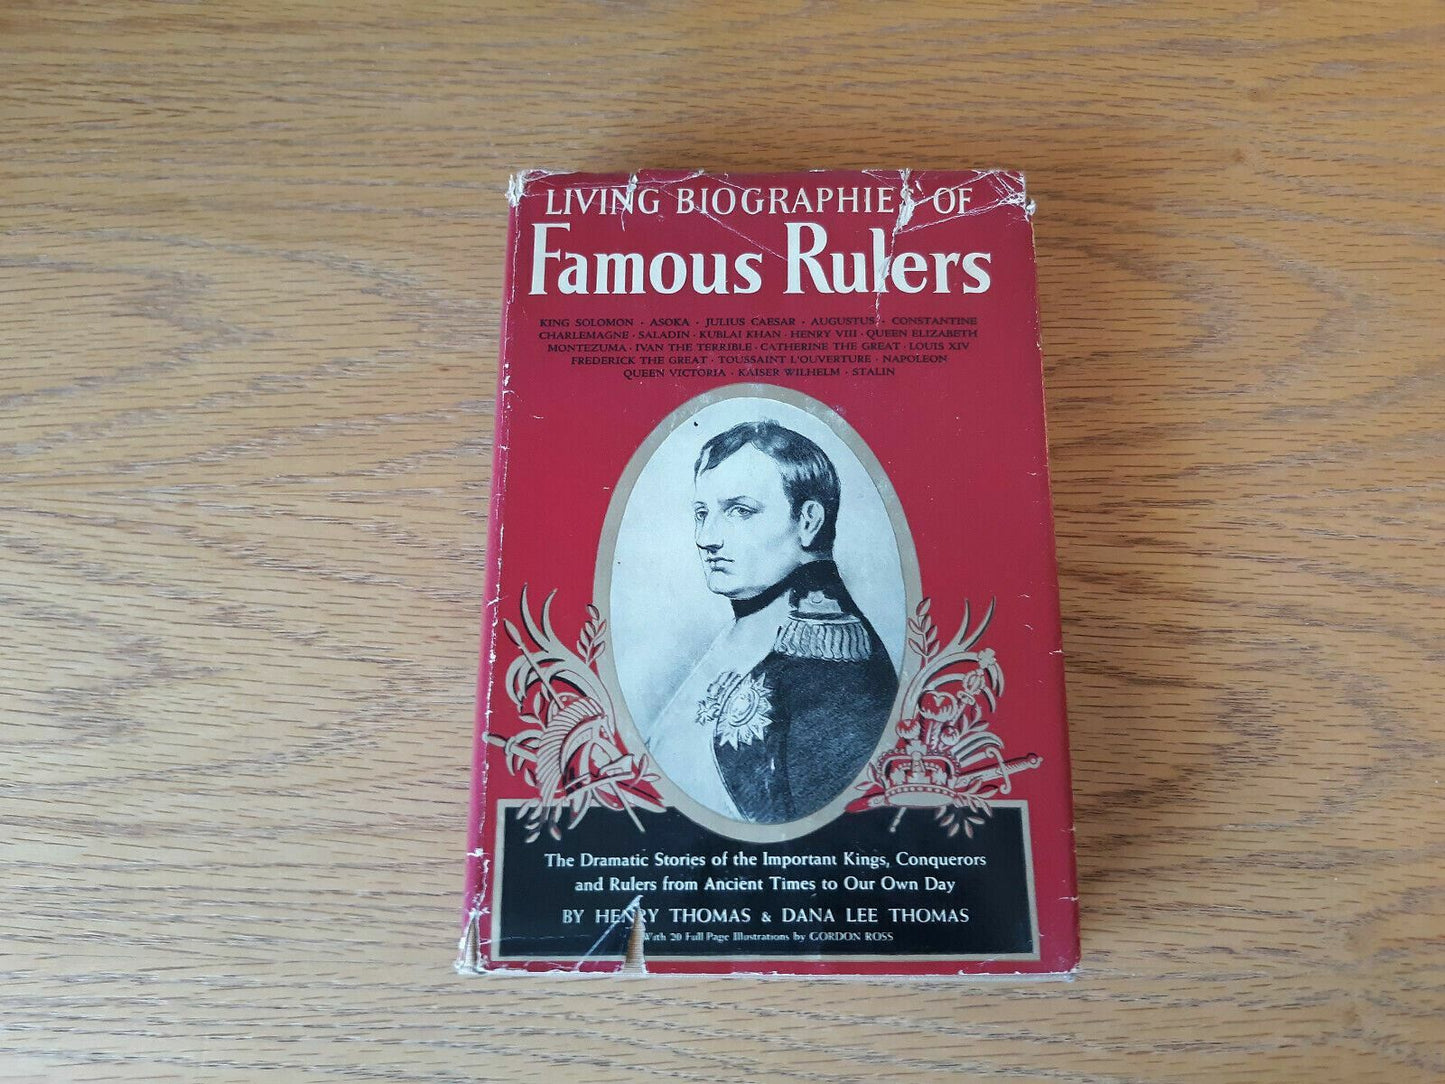 LIVING BIOGRAPHIES OF
Famous Rulers
KING SOLOMON · ASOKA · JULIUS CAESAR · AUGUSTUS · CONSTANTINE
CHARLEMAGNE · SALADIN · KUBLAI KHAN · HENRY VIII · QUEEN ELIZABETH
MONTEZUMA · IVAN THE TERRIBLE · CATHERINE THE GREAT · LOUIS XIV
FREDERICK THE GREAT · TOUSSAINT L'OUVERTURE · NAPOLEON
QUEEN VICTORIA · KAISER WILHELM · STALIN
The Dramatic Stories of the Important Kings, Conquerors
and Rulers from Ancient Times to Our Own Day
BY HENRY THOMAS & DANA LEE THOMAS
With 20 Full Page Illustrations by GORDON ROSS